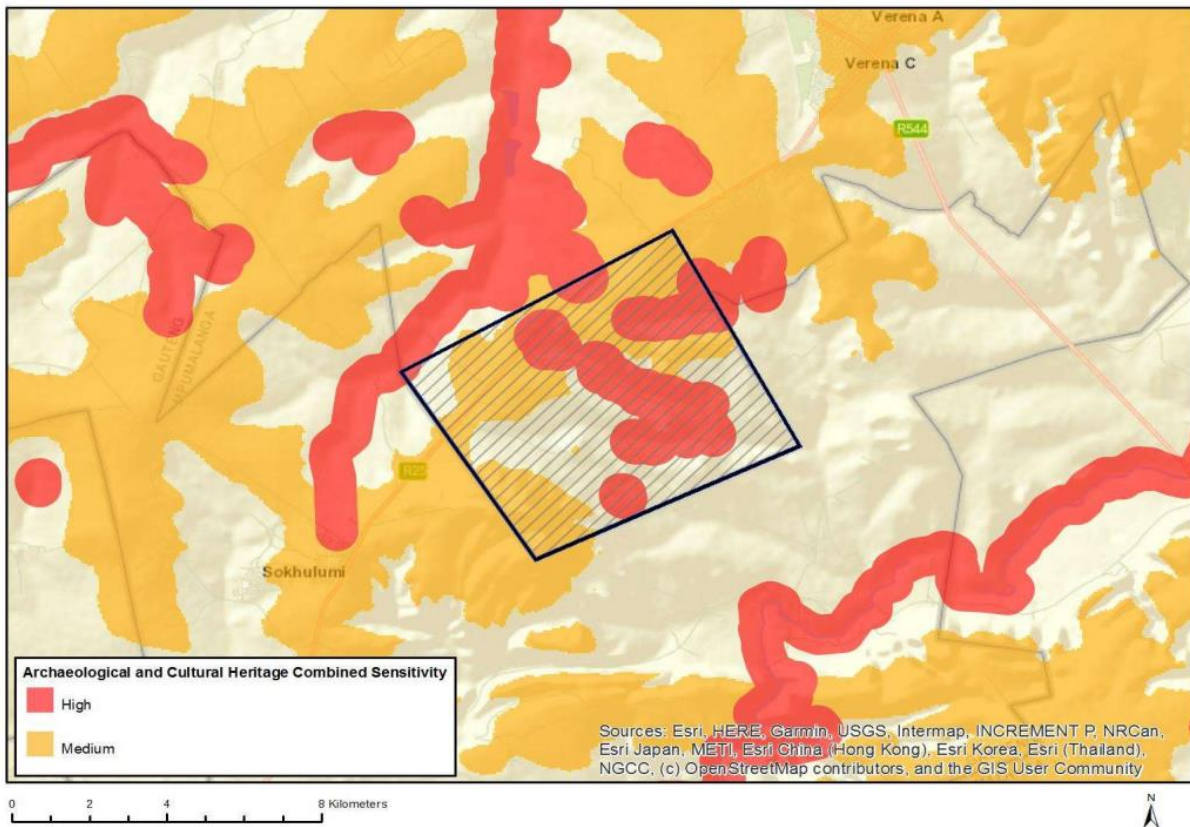 Verena A
Verena C
R544
GAUTENG
MPUMALANGA
R25
Sokhulumi
Archaeological and Cultural Heritage Combined Sensitivity
High
Medium
Sources: Esri, HERE, Garmin, USGS, Intermap, INCREMENT P, NRCan,
Esri Japan, METI, Esri China (Hong Kong), Esri Korea, Esri (Thailand),
NGCC, (c) OpenStreetMap contributors, and the GIS User Community
0 2 4 8 Kilometers
N